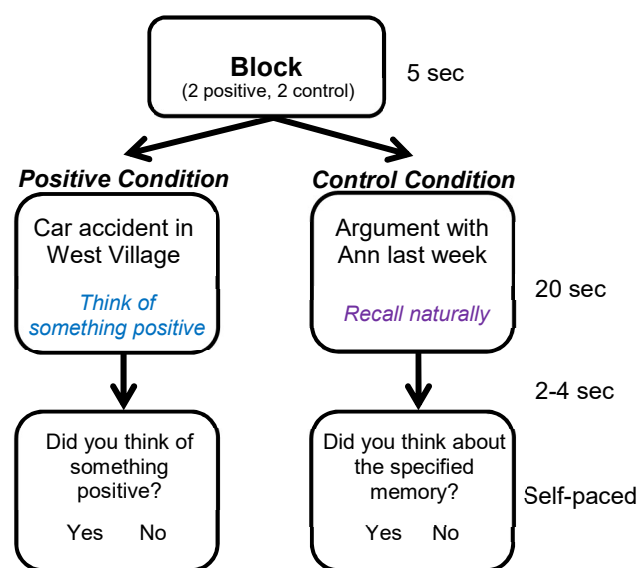 Block
(2 positive, 2 control)
5 sec
Positive Condition
Car accident in
West Village
Think of
something positive
Control Condition
Argument with
Ann last week
Recall naturally
20 sec
2-4 sec
Did you think of
something
positive?
Yes No
Did you think about
the specified
memory?
Yes No
Self-paced